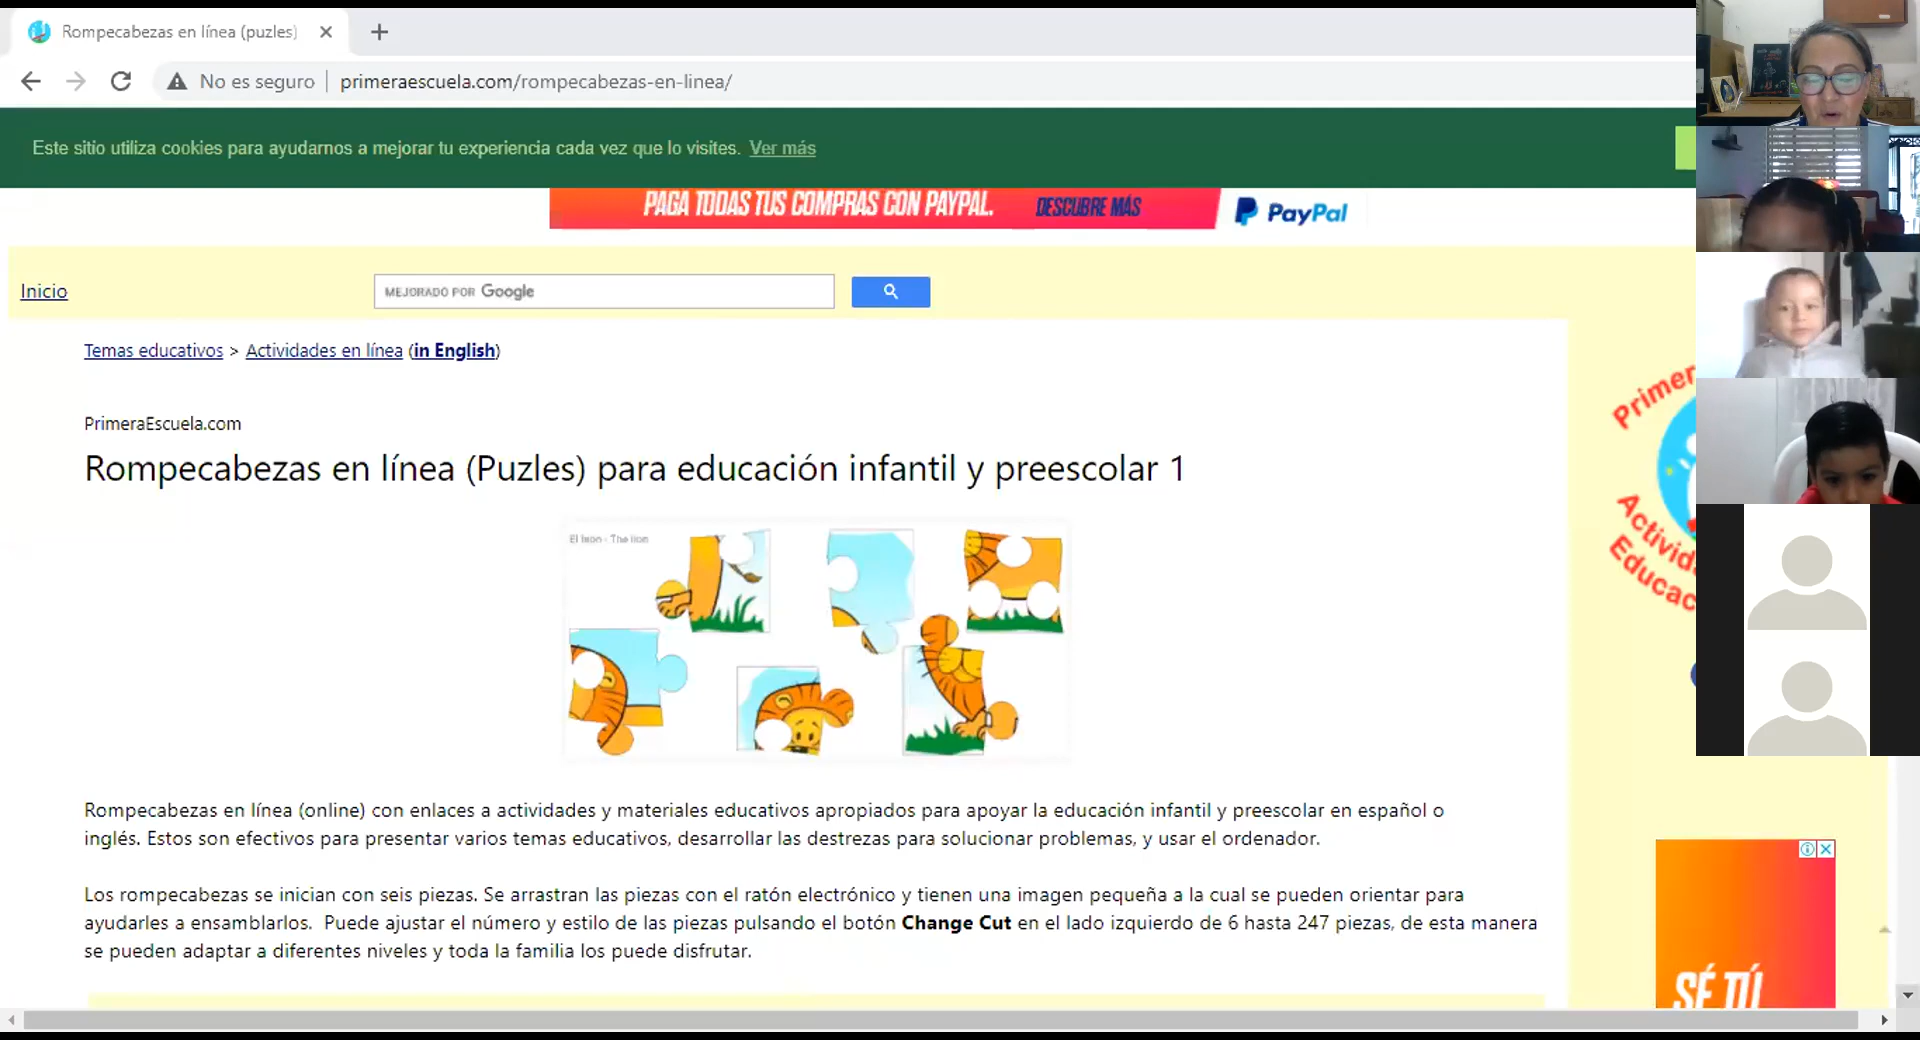 Rompecabezas en línea (puzles)
No es seguro | primeraescuela.com/rompecabezas-en-linea/
Este sitio utiliza cookies para ayudarnos a mejorar tu experiencia cada vez que lo visites. Ver más
PAGA TODAS TUS COMPRAS CON PAYPAL. DESCUBRE MÁS PayPal
Inicio
MEJORADO POR Google
Temas educativos > Actividades en línea (in English)
PrimeraEscuela.com
Rompecabezas en línea (Puzles) para educación infantil y preescolar 1
El leon - The lion
Rompecabezas en línea (online) con enlaces a actividades y materiales educativos apropiados para apoyar la educación infantil y preescolar en español o
inglés. Estos son efectivos para presentar varios temas educativos, desarrollar las destrezas para solucionar problemas, y usar el ordenador.
Los rompecabezas se inician con seis piezas. Se arrastran las piezas con el ratón electrónico y tienen una imagen pequeña a la cual se pueden orientar para
ayudarles a ensamblarlos. Puede ajustar el número y estilo de las piezas pulsando el botón Change Cut en el lado izquierdo de 6 hasta 247 piezas, de esta manera
se pueden adaptar a diferentes niveles y toda la familia los puede disfrutar.
Primer
Activid
Educac
SÉ TÚ